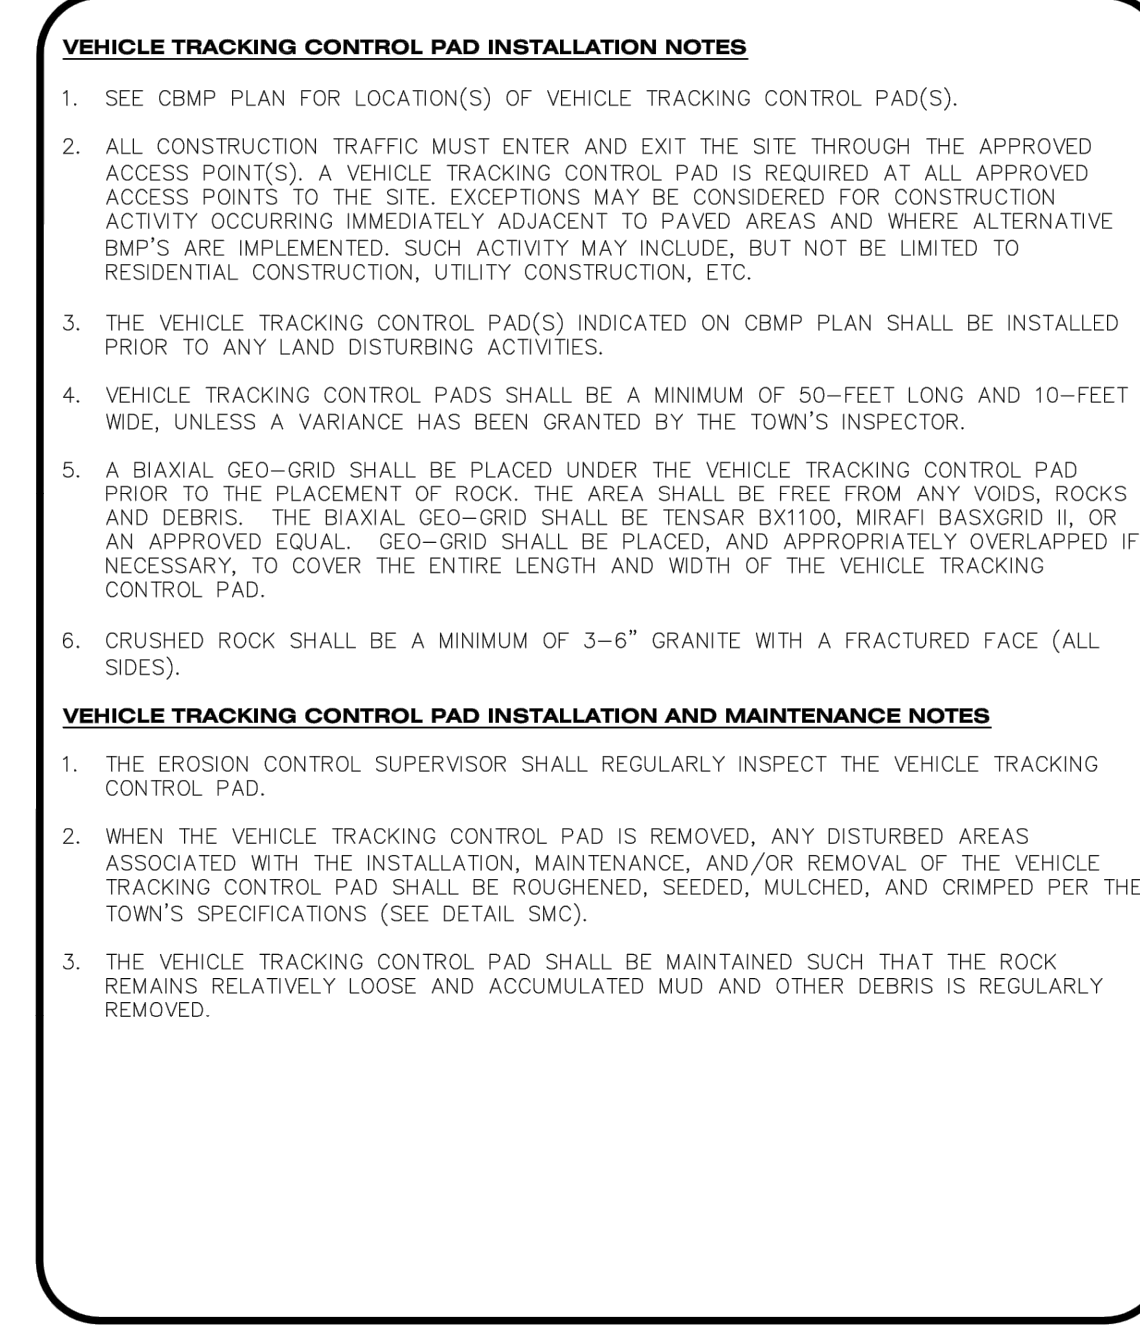 VEHICLE TRACKING CONTROL PAD INSTALLATION NOTES
1. SEE CBMP PLAN FOR LOCATION(S) OF VEHICLE TRACKING CONTROL PAD(S).
2. ALL CONSTRUCTION TRAFFIC MUST ENTER AND EXIT THE SITE THROUGH THE APPROVED
ACCESS POINT(S). A VEHICLE TRACKING CONTROL PAD IS REQUIRED AT ALL APPROVED
ACCESS POINTS TO THE SITE. EXCEPTIONS MAY BE CONSIDERED FOR CONSTRUCTION
ACTIVITY OCCURRING IMMEDIATELY ADJACENT TO PAVED AREAS AND WHERE ALTERNATIVE
BMP'S ARE IMPLEMENTED. SUCH ACTIVITY MAY INCLUDE, BUT NOT BE LIMITED TO
RESIDENTIAL CONSTRUCTION, UTILITY CONSTRUCTION, ETC.
3. THE VEHICLE TRACKING CONTROL PAD(S) INDICATED ON CBMP PLAN SHALL BE INSTALLED
PRIOR TO ANY LAND DISTURBING ACTIVITIES.
4. VEHICLE TRACKING CONTROL PADS SHALL BE A MINIMUM OF 50-FEET LONG AND 10-FEET
WIDE, UNLESS A VARIANCE HAS BEEN GRANTED BY THE TOWN'S INSPECTOR.
5. A BIAXIAL GEO-GRID SHALL BE PLACED UNDER THE VEHICLE TRACKING CONTROL PAD
PRIOR TO THE PLACEMENT OF ROCK. THE AREA SHALL BE FREE FROM ANY VOIDS, ROCKS
AND DEBRIS. THE BIAXIAL GEO-GRID SHALL BE TENSAR BX1100, MIRAFI BASXGRID II, OR
AN APPROVED EQUAL. GEO-GRID SHALL BE PLACED, AND APPROPRIATELY OVERLAPPED IF
NECESSARY, TO COVER THE ENTIRE LENGTH AND WIDTH OF THE VEHICLE TRACKING
CONTROL PAD.
6. CRUSHED ROCK SHALL BE A MINIMUM OF 3-6" GRANITE WITH A FRACTURED FACE (ALL
SIDES).
VEHICLE TRACKING CONTROL PAD INSTALLATION AND MAINTENANCE NOTES
1. THE EROSION CONTROL SUPERVISOR SHALL REGULARLY INSPECT THE VEHICLE TRACKING
CONTROL PAD.
2. WHEN THE VEHICLE TRACKING CONTROL PAD IS REMOVED, ANY DISTURBED AREAS
ASSOCIATED WITH THE INSTALLATION, MAINTENANCE, AND/OR REMOVAL OF THE VEHICLE
TRACKING CONTROL PAD SHALL BE ROUGHENED, SEEDED, MULCHED, AND CRIMPED PER THE
TOWN'S SPECIFICATIONS (SEE DETAIL SMC).
3. THE VEHICLE TRACKING CONTROL PAD SHALL BE MAINTAINED SUCH THAT THE ROCK
REMAINS RELATIVELY LOOSE AND ACCUMULATED MUD AND OTHER DEBRIS IS REGULARLY
REMOVED.